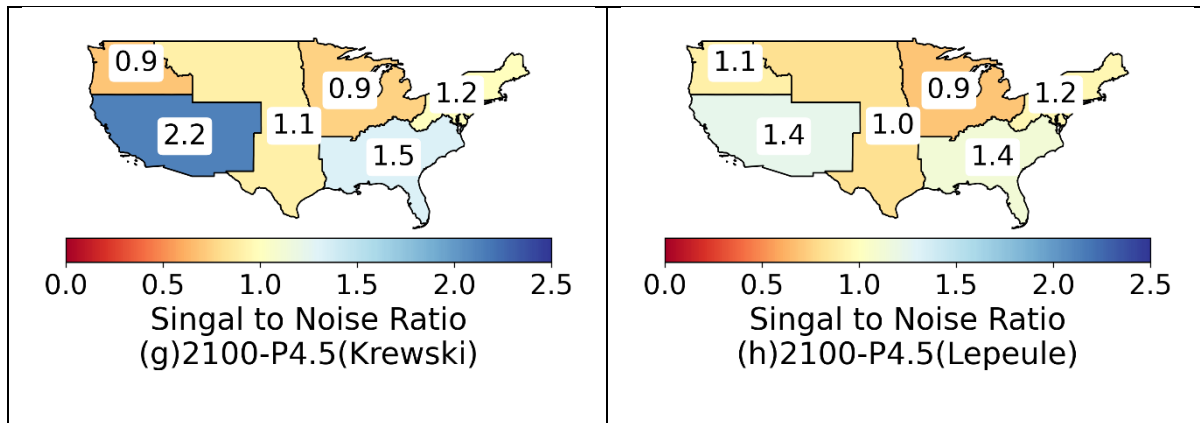 0.9
0.9
1.2
2.2
1.1
1.5
0.0 0.5 1.0 1.5 2.0 2.5
Singal to Noise Ratio
(g)2100-P4.5(Krewski)
1.1
0.9
1.2
1.4
1.0
1.4
0.0 0.5 1.0 1.5 2.0 2.5
Singal to Noise Ratio
(h)2100-P4.5(Lepeule)